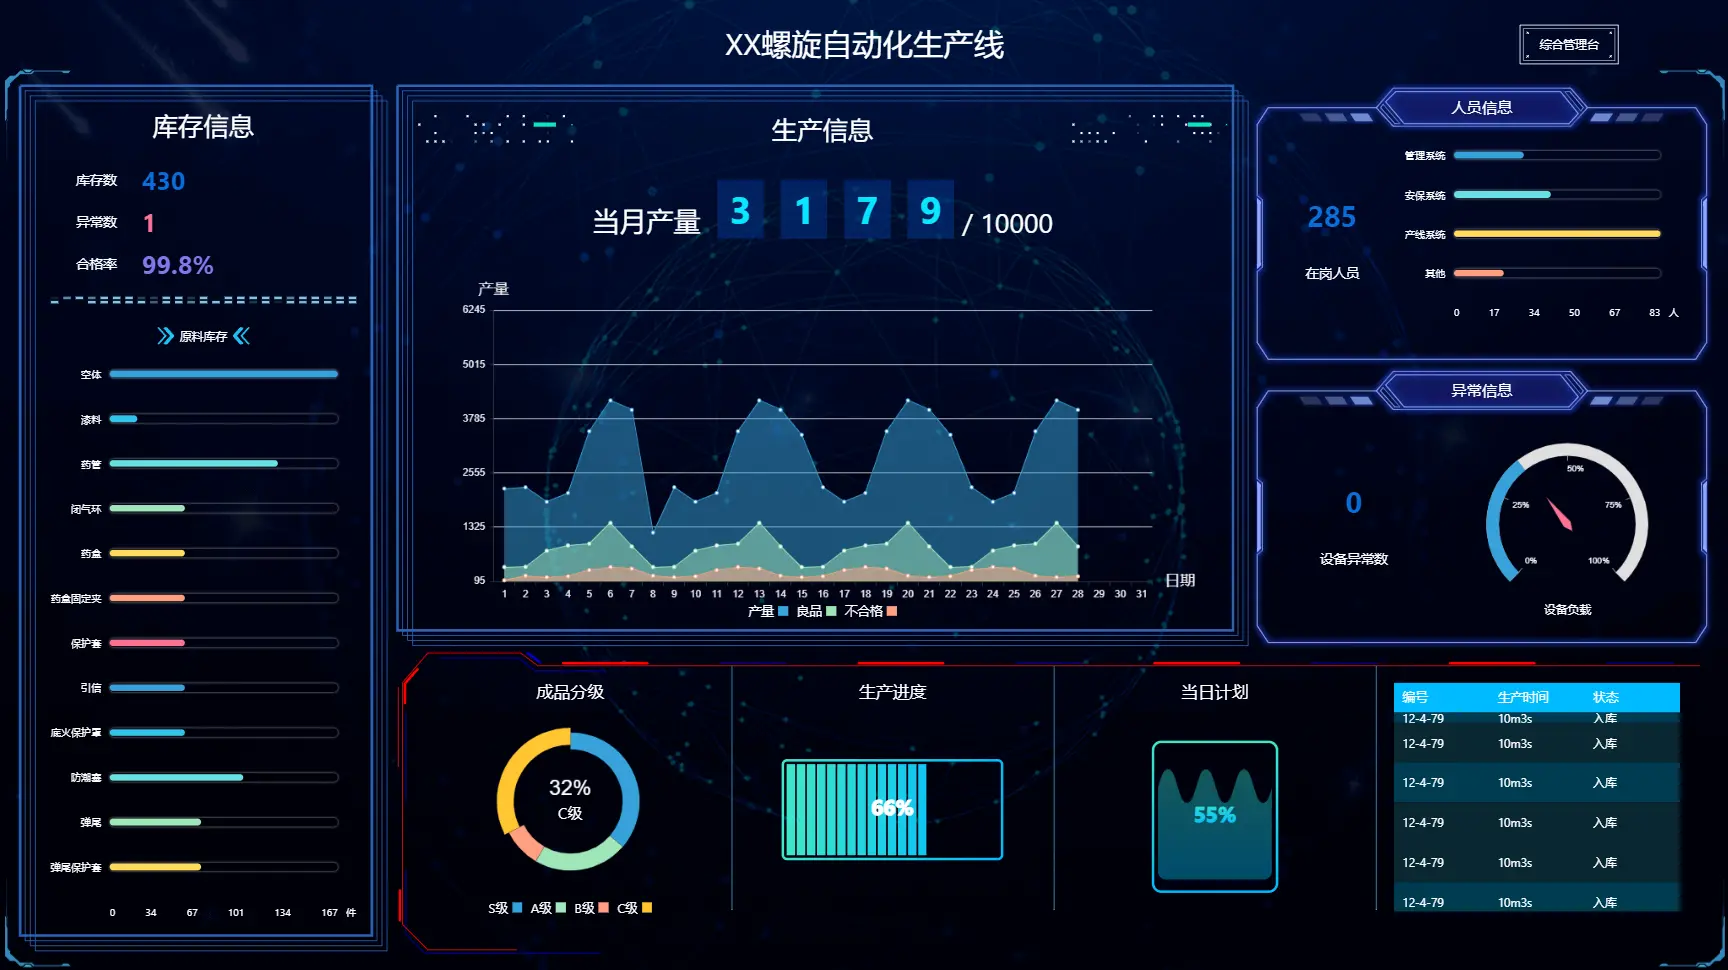 XX螺旋自动化生产线
综合管理台
库存信息
库存数 430
异常数 1
合格率 99.8%
原料库存
空体
漆料
药管
闭气环
药盒
药盒固定夹
保护套
引信
底火保护罩
防潮塞
弹尾
弹尾保护套
0 34 67 101 134 167 件
生产信息
当月产量 3 1 7 9 / 10000
产量
6245
5015
3785
2555
1325
95
1 2 3 4 5 6 7 8 9 10 11 12 13 14 15 16 17 18 19 20 21 22 23 24 25 26 27 28 29 30 31
日期
产量 良品 不合格
人员信息
285
在岗人员
管理系统
安保系统
产线系统
其他
0 17 34 50 67 83 人
异常信息
0
设备异常数
0% 25% 50% 75% 100%
设备负载
成品分级
32%
C级
S级 A级 B级 C级
生产进度
66%
当日计划
55%
编号 生产时间 状态
12-4-79 10m3s 入库
12-4-79 10m3s 入库
12-4-79 10m3s 入库
12-4-79 10m3s 入库
12-4-79 10m3s 入库
12-4-79 10m3s 入库